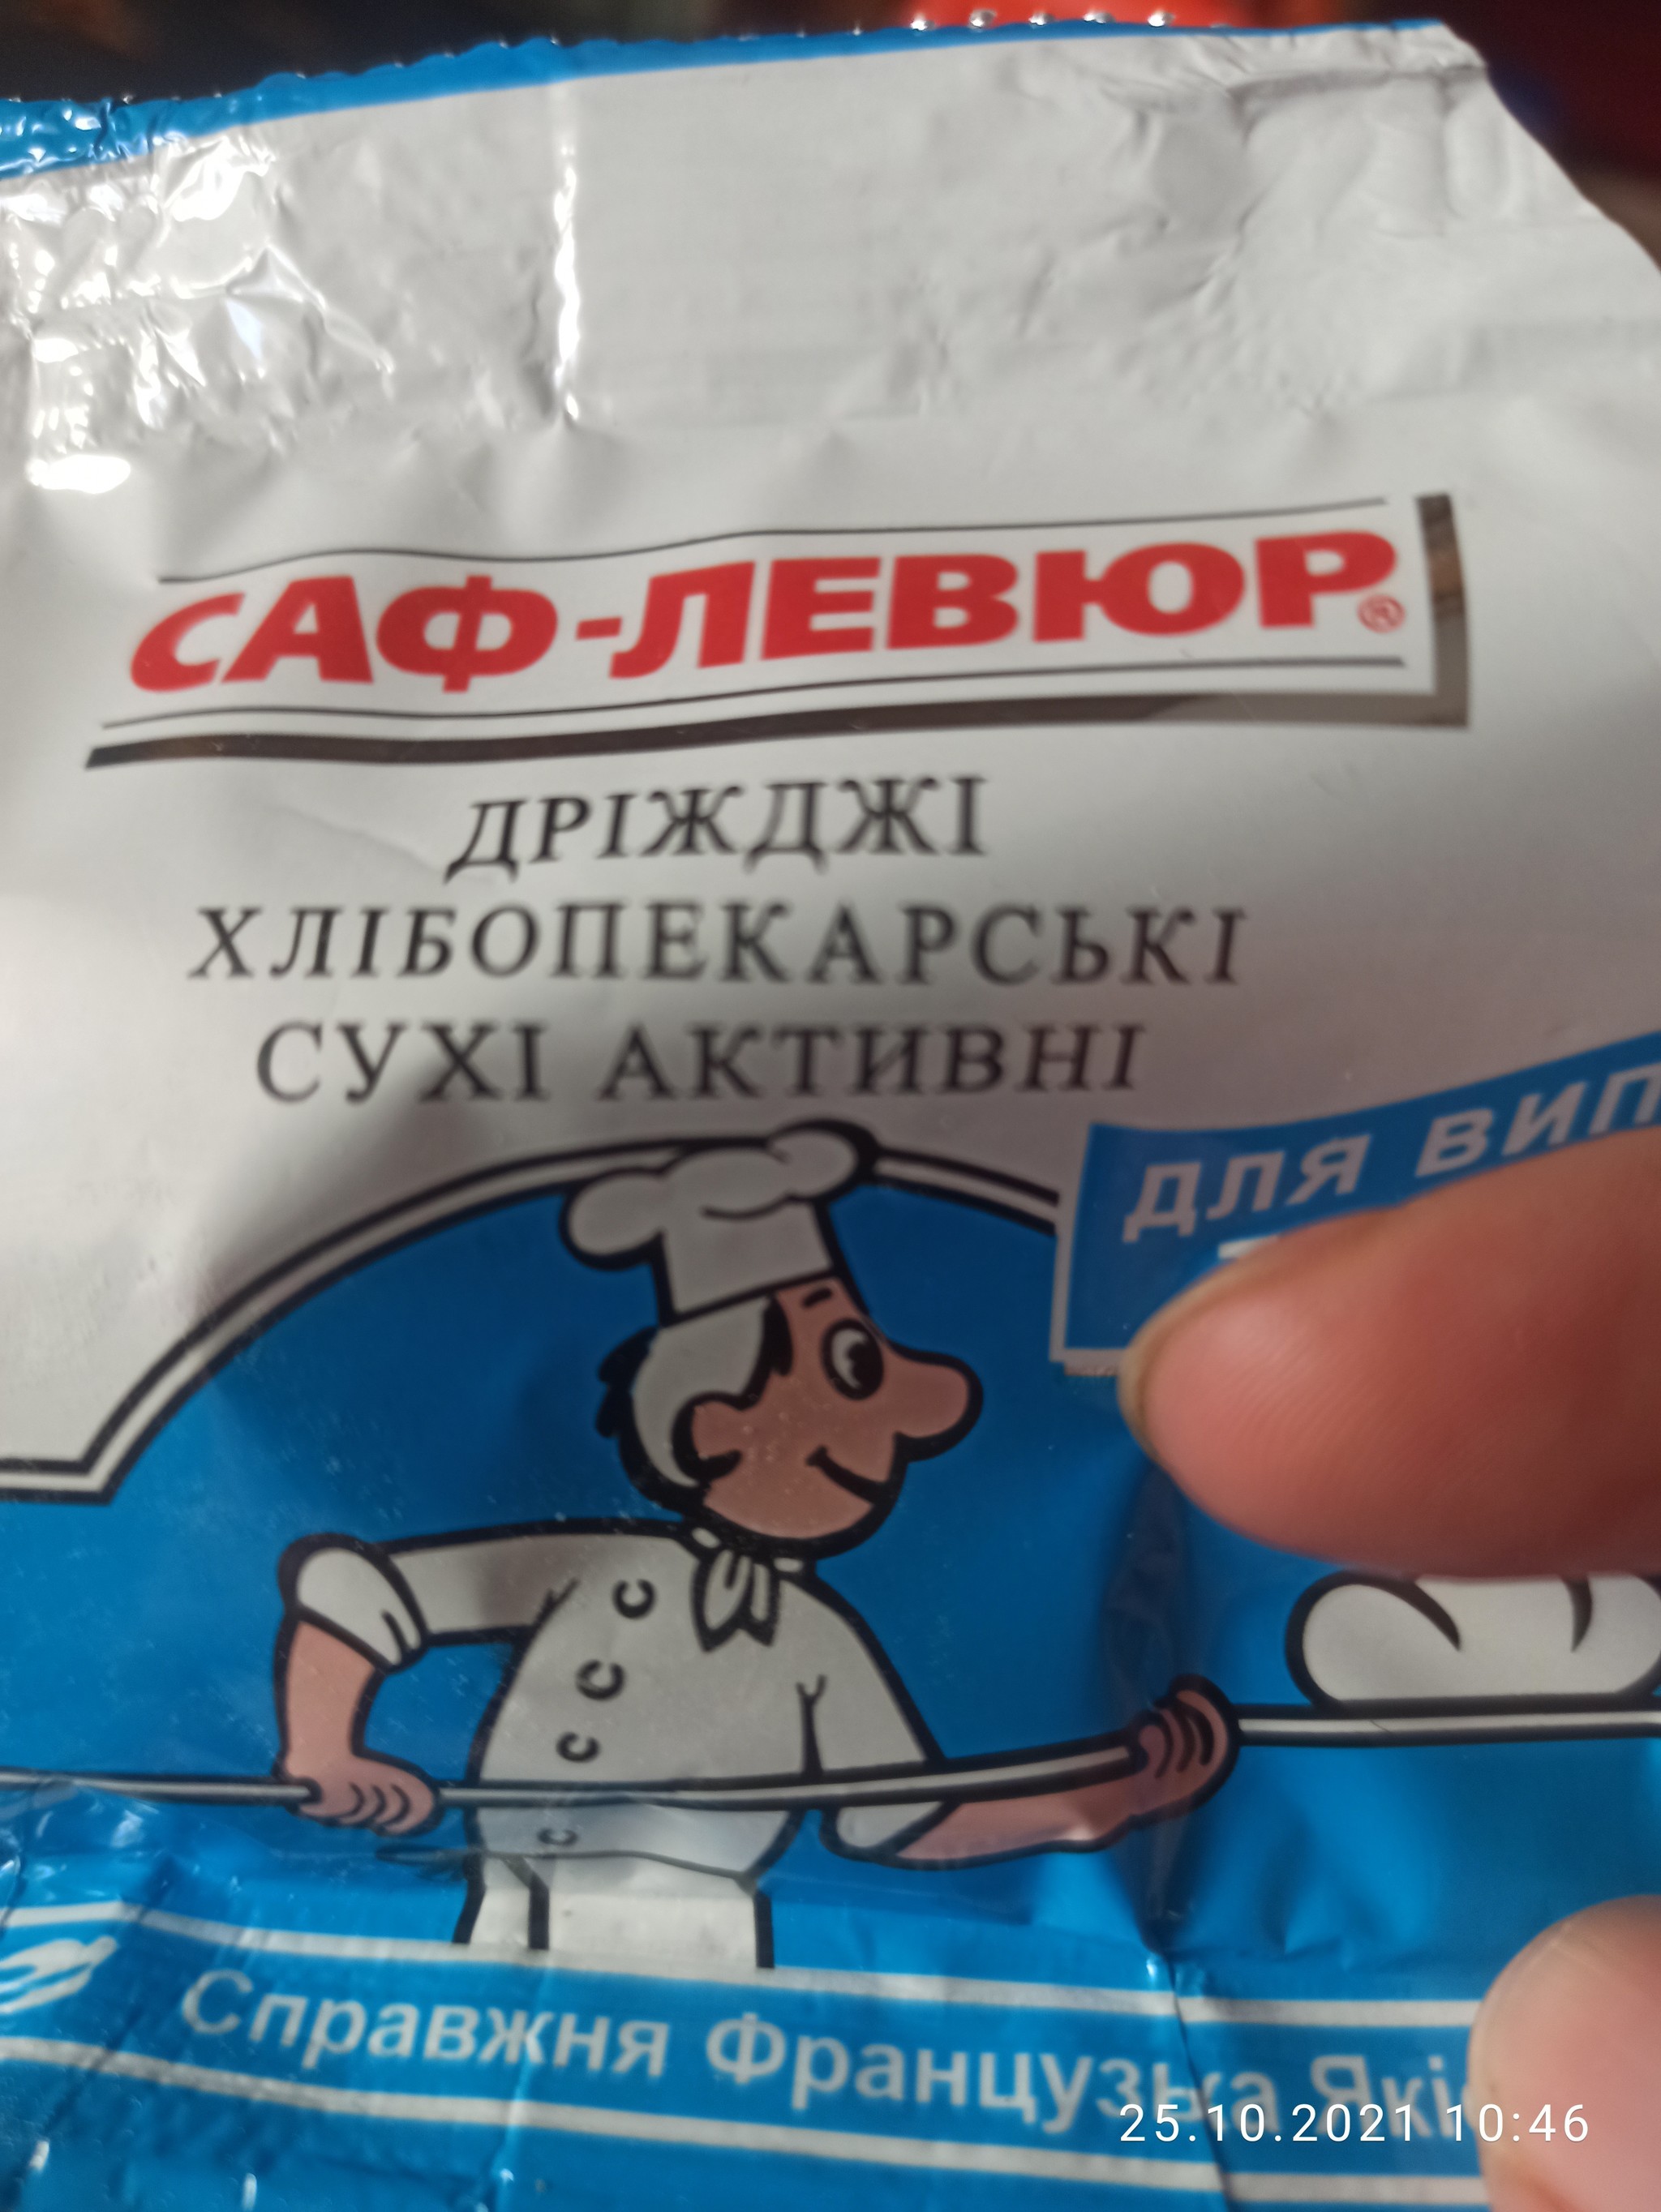 САФ-ЛЕВЮР®
ДРІЖДЖІ
ХЛІБОПЕКАРСЬКІ
СУХІ АКТИВНІ
ДЛЯ
Справжня Французька
25.10.2021 10:46